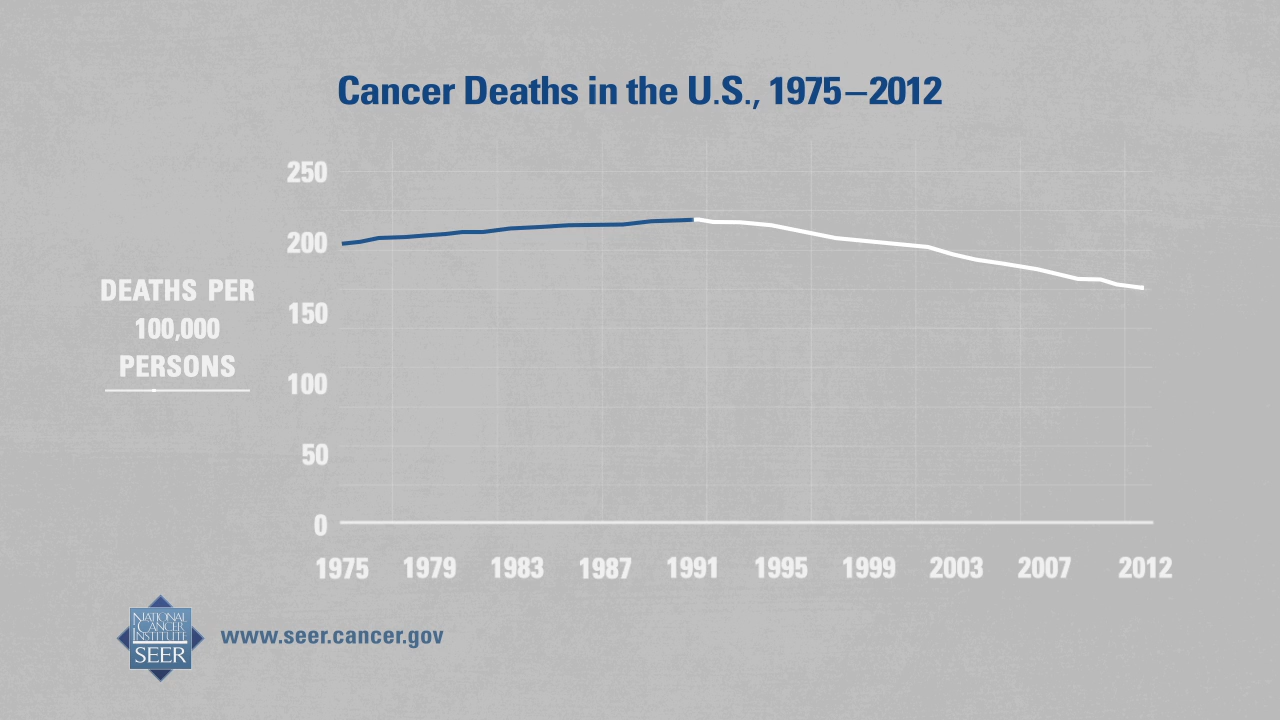 Cancer Deaths in the U.S., 1975–2012
250
200
DEATHS PER
100,000
PERSONS
150
100
50
0
1975 1979 1983 1987 1991 1995 1999 2003 2007 2012
NATIONAL
CANCER
INSTITUTE
SEER
www.seer.cancer.gov